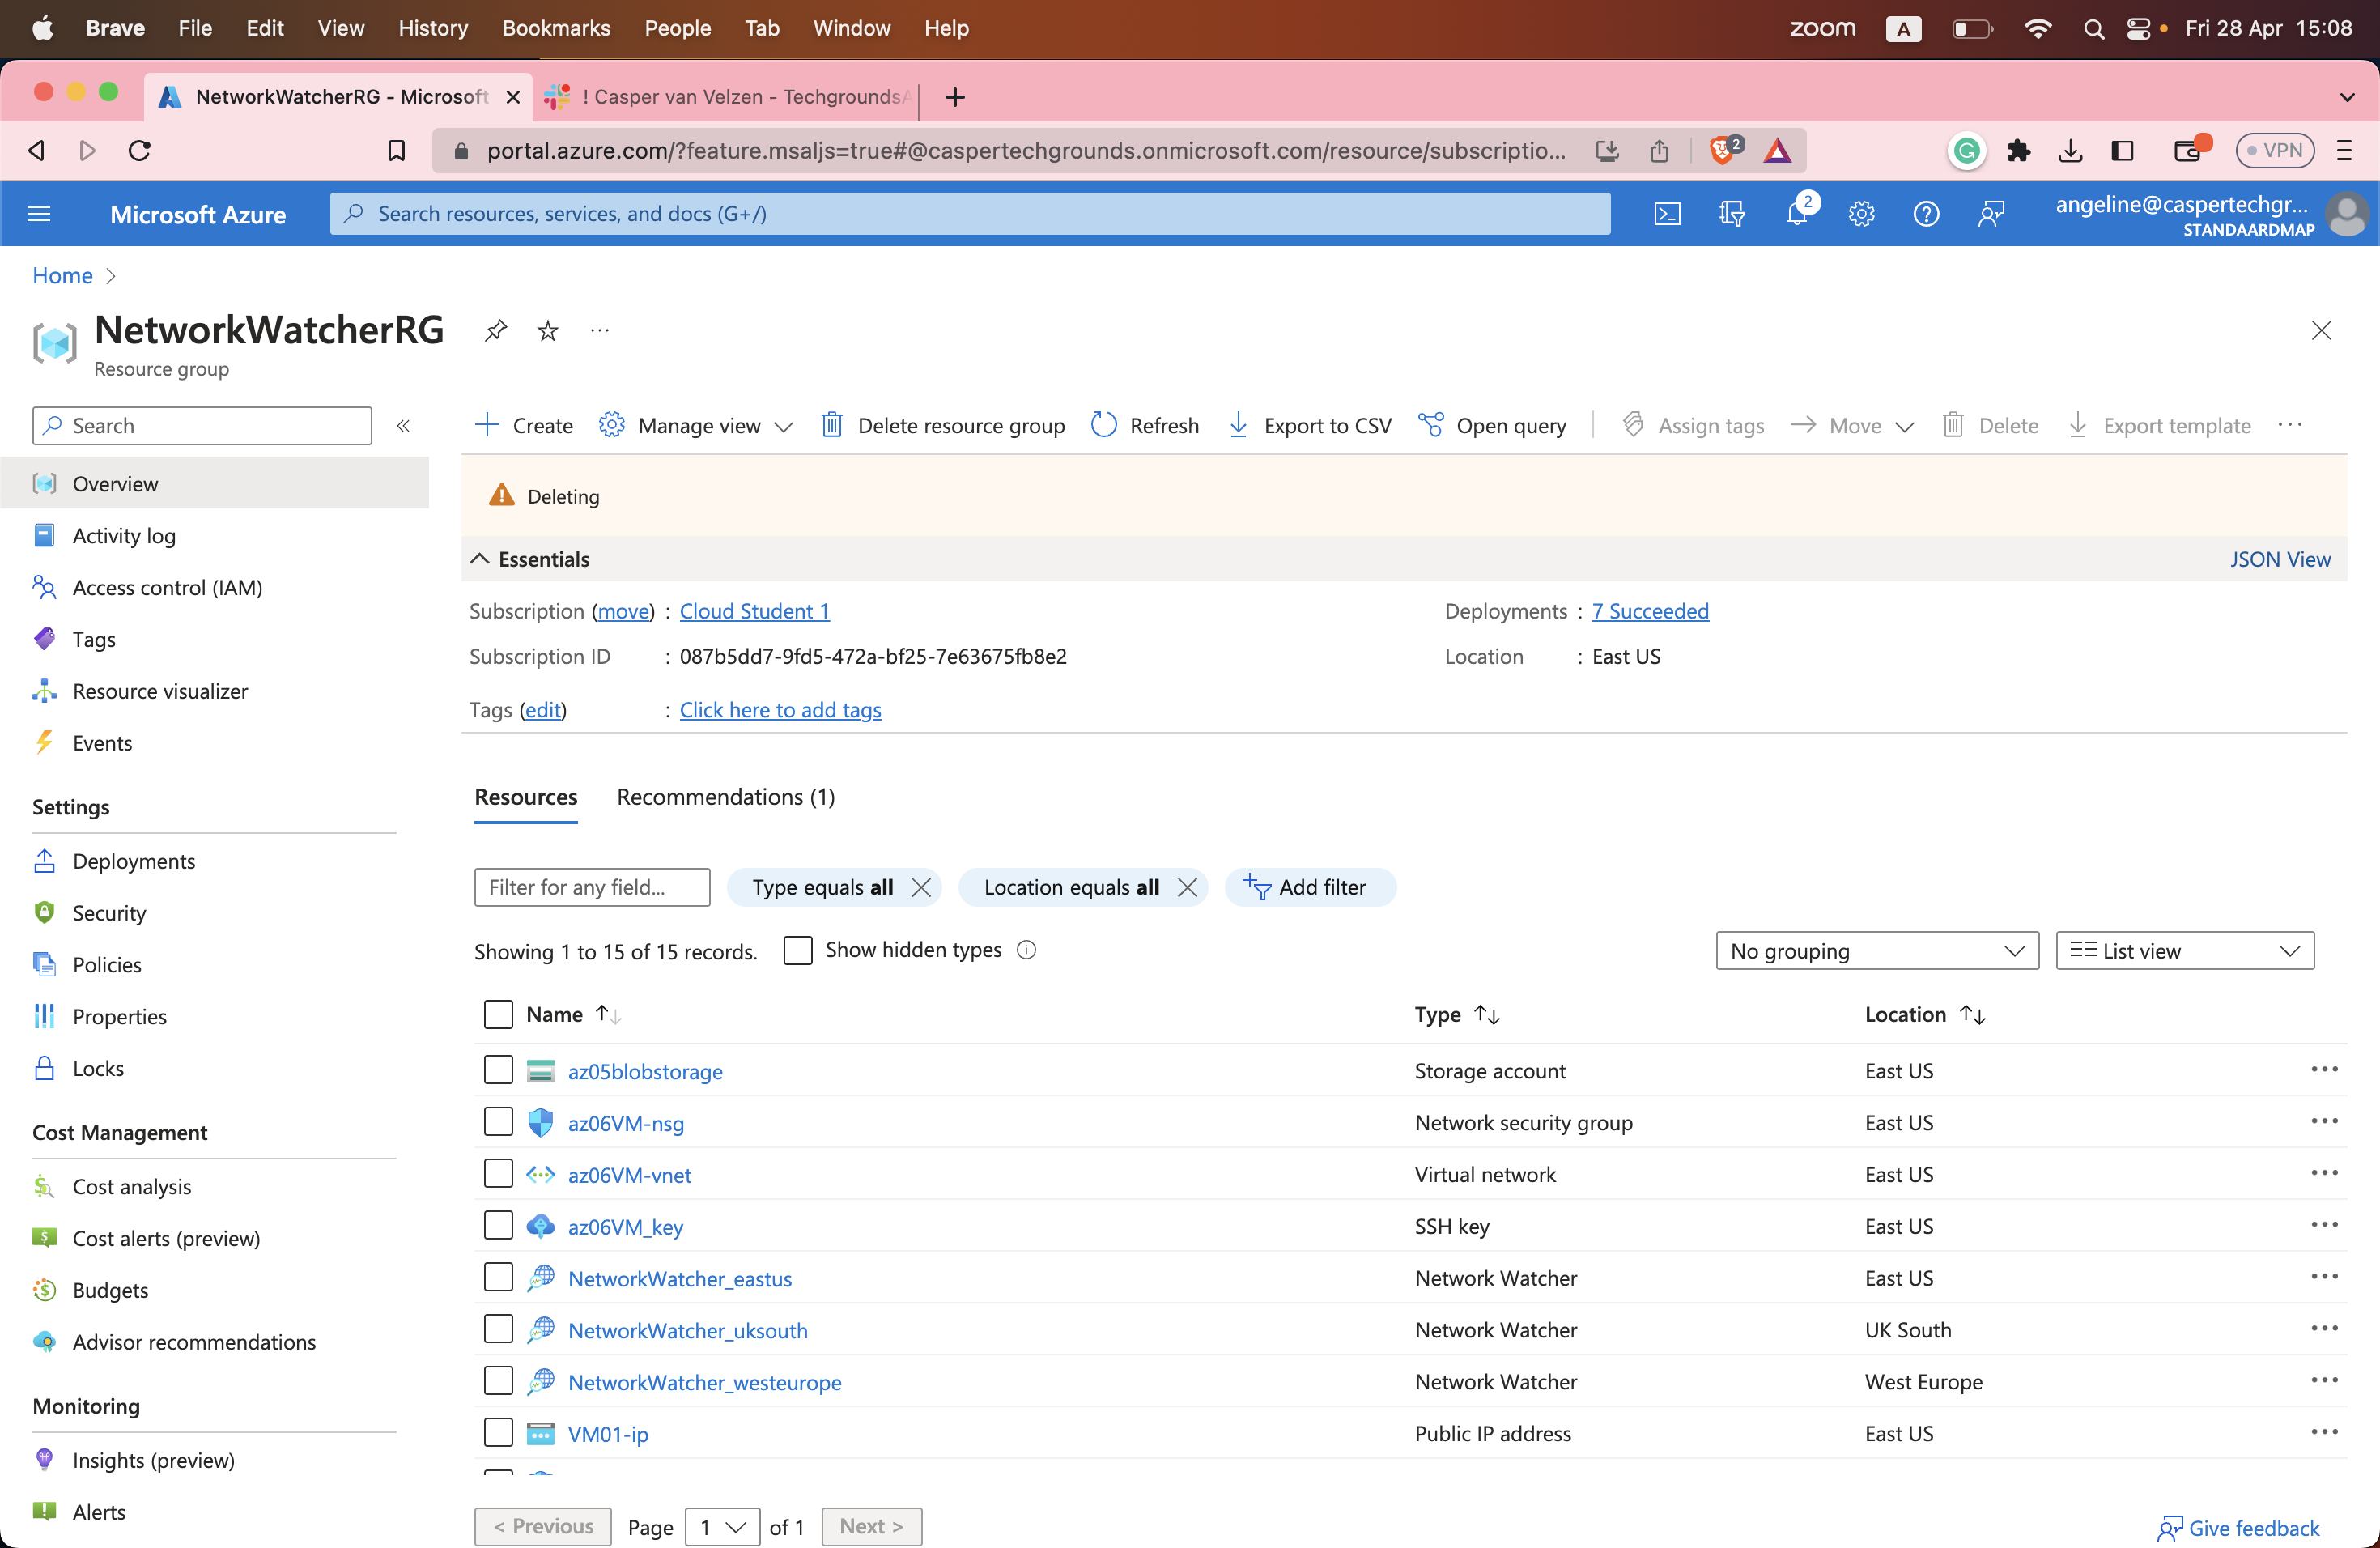 Brave File Edit View History Bookmarks People Tab Window Help zoom A Fri 28 Apr 15:08
NetworkWatcherRG - Microsoft ! Casper van Velzen - TechgroundsA
portal.azure.com/?feature.msaljs=true#@caspertechgrounds.onmicrosoft.com/resource/subscriptio... 2 VPN
Microsoft Azure Search resources, services, and docs (G+/) 2 angeline@caspertechgr...
STANDAARDMAP
Home
NetworkWatcherRG ...
Resource group
Search Create Manage view Delete resource group Refresh Export to CSV Open query Assign tags Move Delete Export template ...
Overview
Activity log
Access control (IAM)
Tags
Resource visualizer
Events
Settings
Deployments
Security
Policies
Properties
Locks
Cost Management
Cost analysis
Cost alerts (preview)
Budgets
Advisor recommendations
Monitoring
Insights (preview)
Alerts
Deleting
Essentials JSON View
Subscription (move) : Cloud Student 1 Deployments : 7 Succeeded
Subscription ID : 087b5dd7-9fd5-472a-bf25-7e63675fb8e2 Location : East US
Tags (edit) : Click here to add tags
Resources Recommendations (1)
Filter for any field... Type equals all Location equals all Add filter
Showing 1 to 15 of 15 records. Show hidden types No grouping List view
Name Type Location
az05blobstorage Storage account East US ...
az06VM-nsg Network security group East US ...
az06VM-vnet Virtual network East US ...
az06VM_key SSH key East US ...
NetworkWatcher_eastus Network Watcher East US ...
NetworkWatcher_uksouth Network Watcher UK South ...
NetworkWatcher_westeurope Network Watcher West Europe ...
VM01-ip Public IP address East US ...
< Previous Page 1 of 1 Next > Give feedback